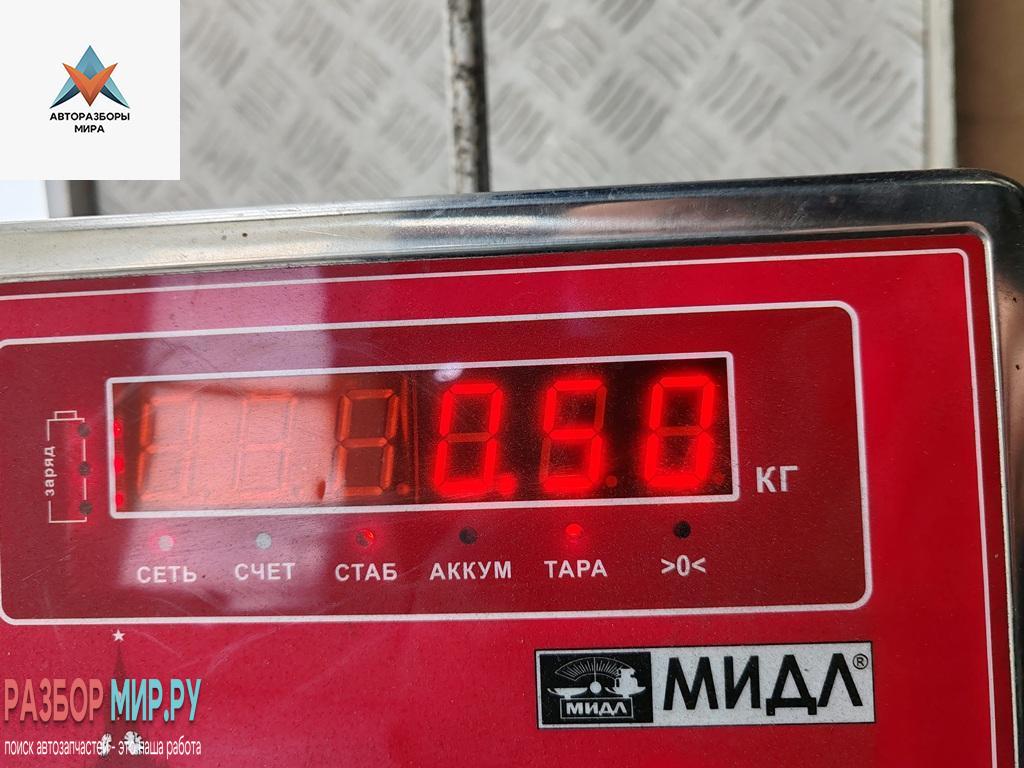 АВТОРАЗБОРЫ
МИРА
заряд
0.50
КГ
СЕТЬ СЧЕТ СТАБ АККУМ ТАРА >0<
МИДЛ МИДЛ®
РАЗБОР МИР.РУ
поиск автозапчастей - это наша работа